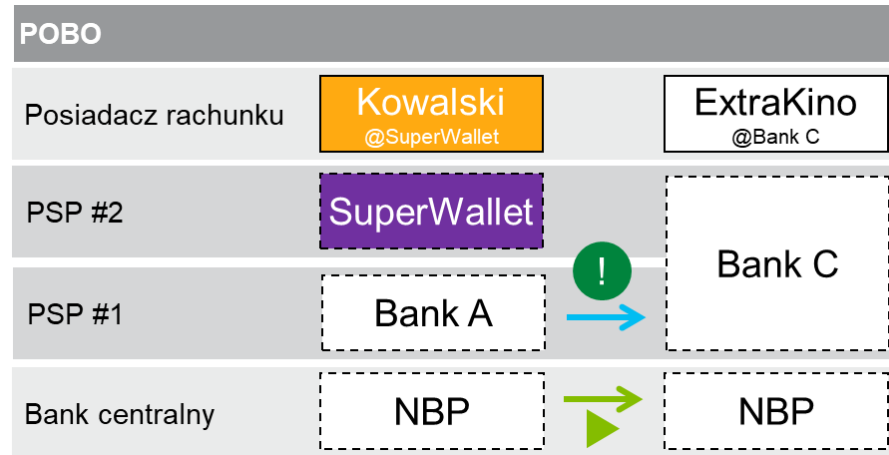 POBO
Posiadacz rachunku
Kowalski
@SuperWallet
ExtraKino
@Bank C
PSP #2
SuperWallet
Bank C
!
PSP #1
Bank A
Bank centralny
NBP
NBP